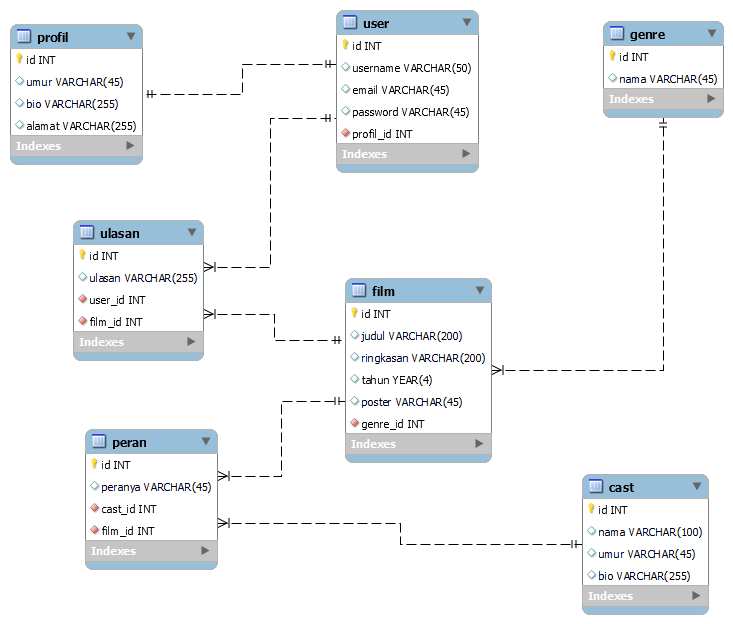 profil
id INT
umur VARCHAR(45)
bio VARCHAR(255)
alamat VARCHAR(255)
Indexes
user
id INT
username VARCHAR(50)
email VARCHAR(45)
password VARCHAR(45)
profil_id INT
Indexes
genre
id INT
nama VARCHAR(45)
Indexes
ulasan
id INT
ulasan VARCHAR(255)
user_id INT
film_id INT
Indexes
film
id INT
judul VARCHAR(200)
ringkasan VARCHAR(200)
tahun YEAR(4)
poster VARCHAR(45)
genre_id INT
Indexes
peran
id INT
peranya VARCHAR(45)
cast_id INT
film_id INT
Indexes
cast
id INT
nama VARCHAR(100)
umur VARCHAR(45)
bio VARCHAR(255)
Indexes